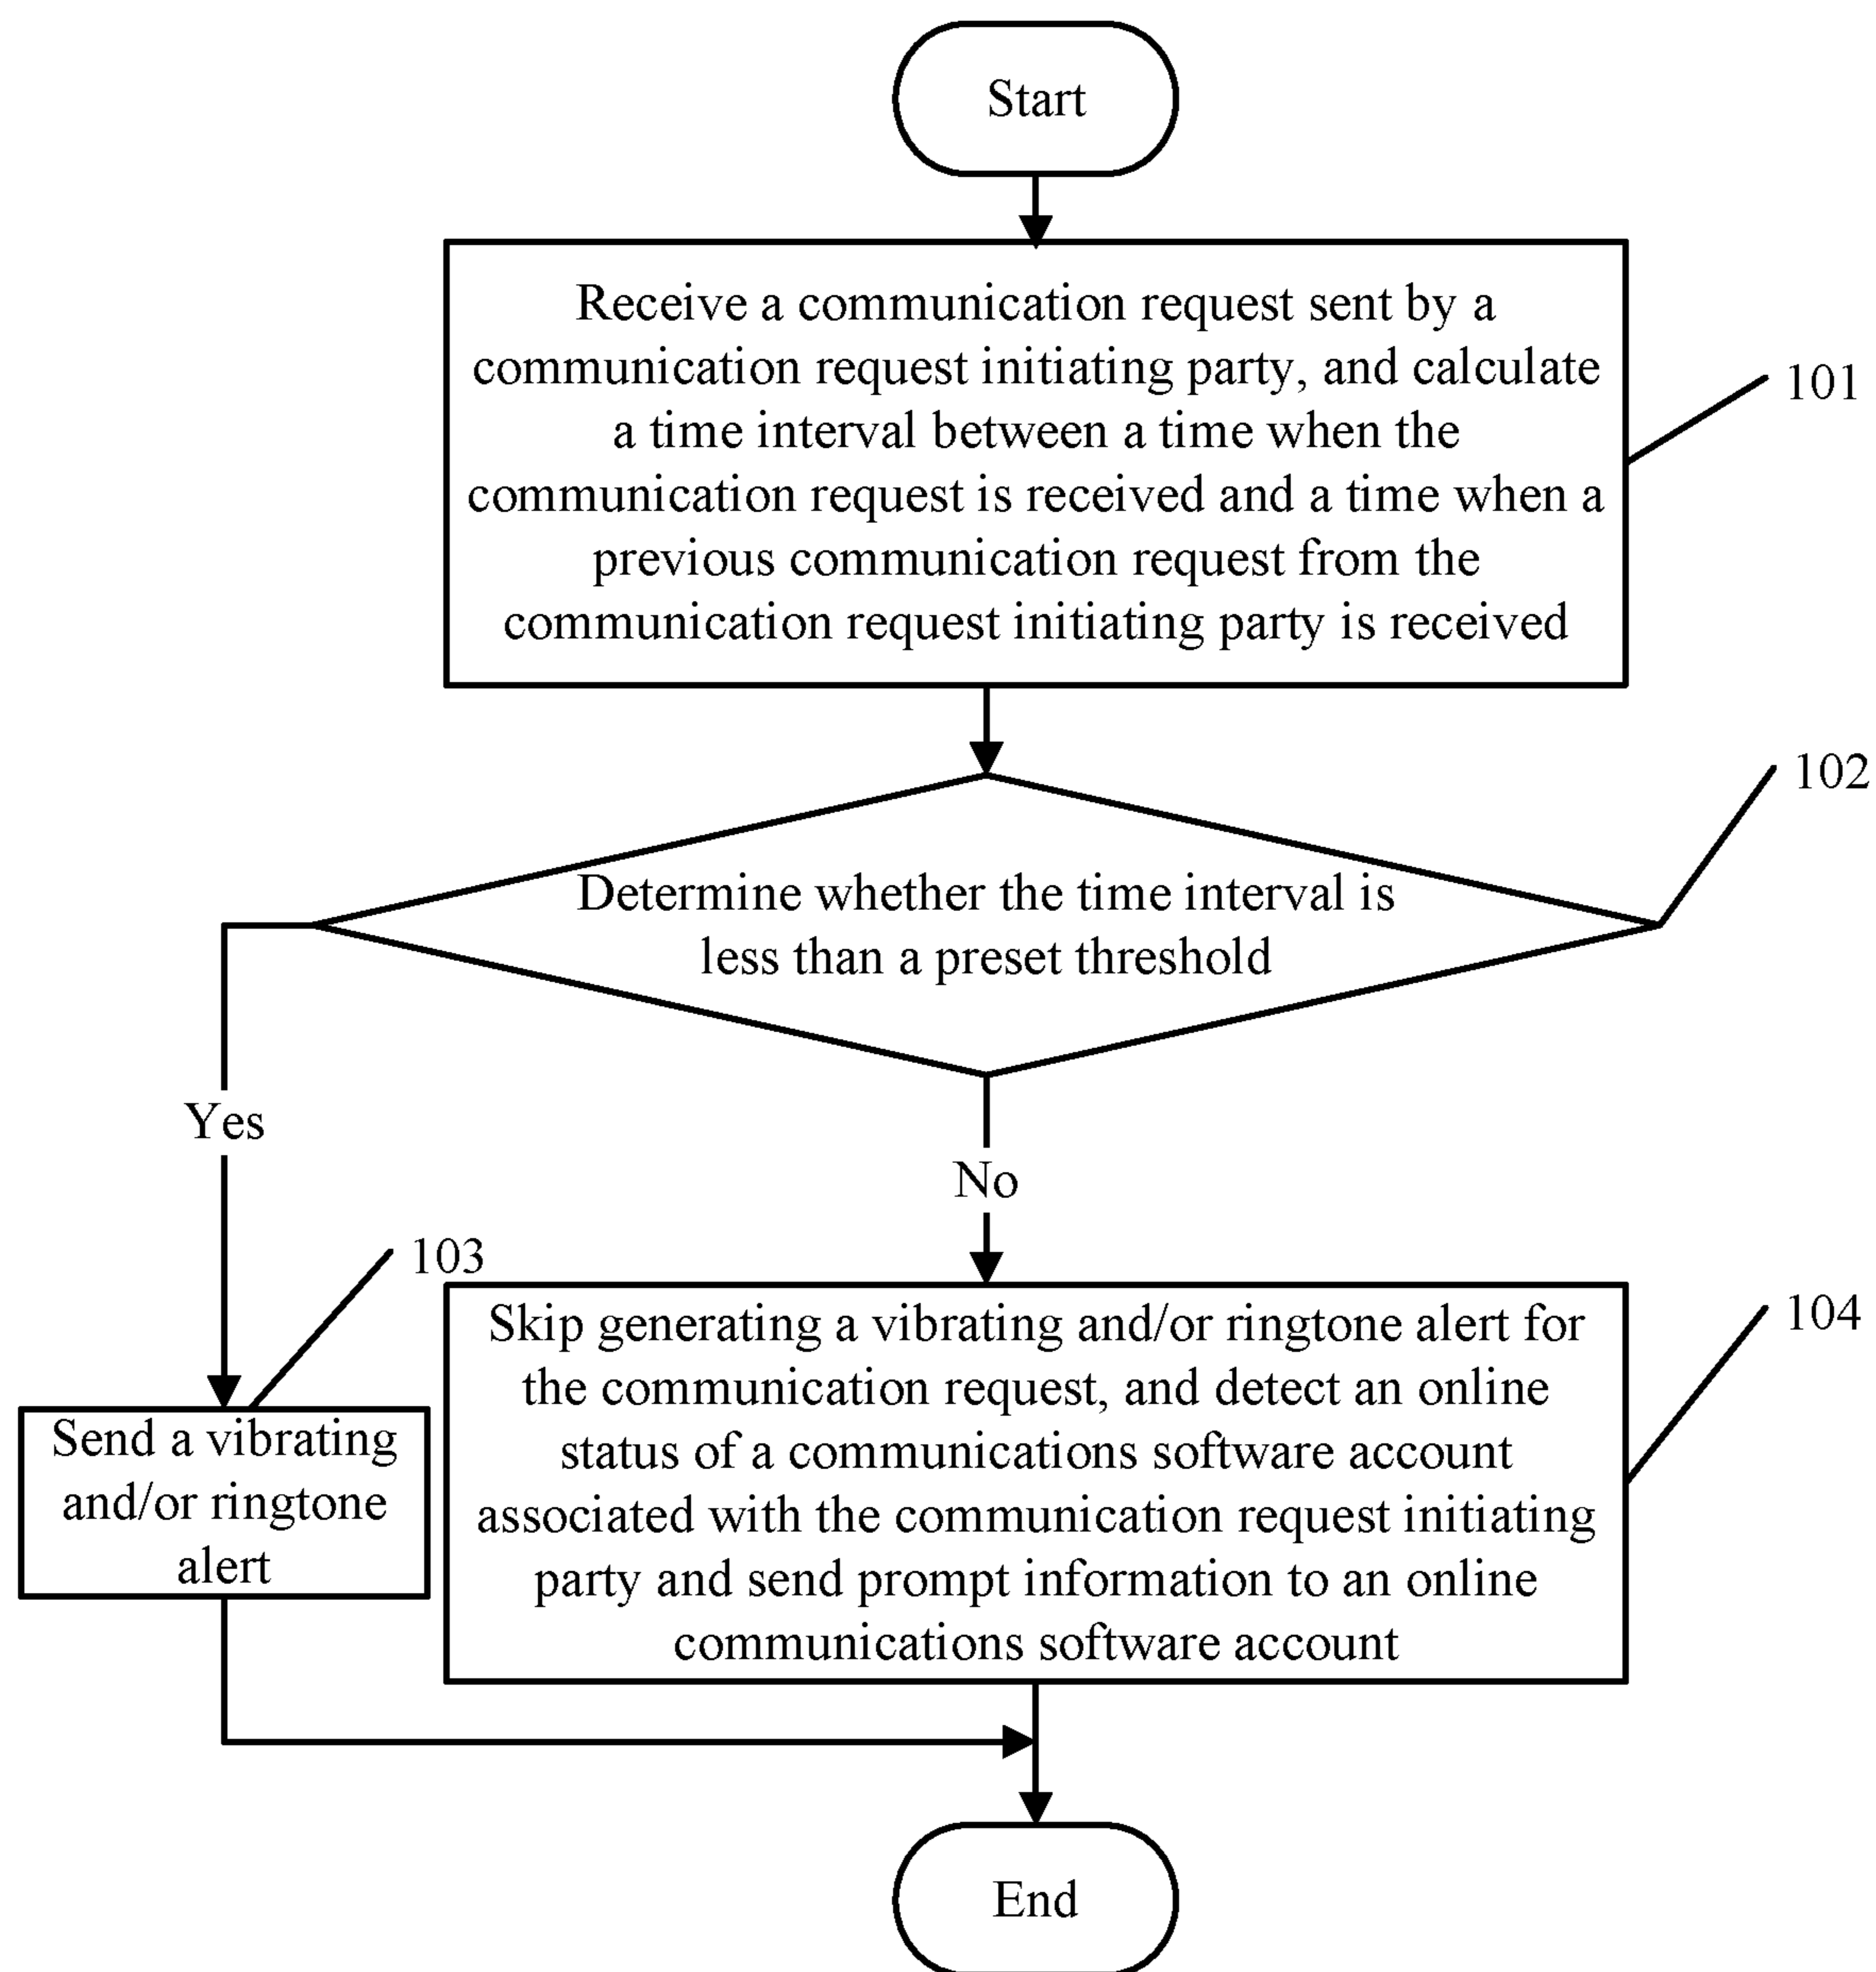 Start
Receive a communication request sent by a
communication request initiating party, and calculate
a time interval between a time when the
communication request is received and a time when a
previous communication request from the
communication request initiating party is received
101
102
Determine whether the time interval is
less than a preset threshold
Yes
No
103
Send a vibrating
and/or ringtone
alert
Skip generating a vibrating and/or ringtone alert for
the communication request, and detect an online
status of a communications software account
associated with the communication request initiating
party and send prompt information to an online
communications software account
104
End